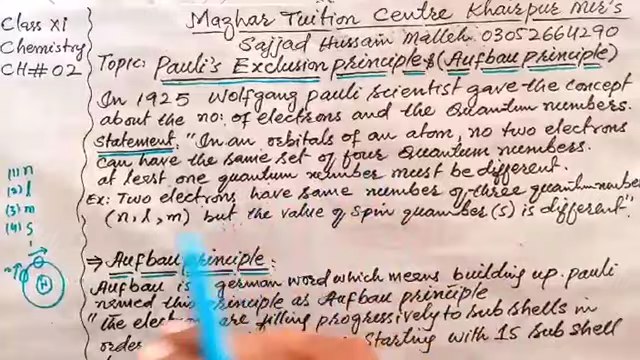 Class XI
Chemistry
CH# 02
Mazhar Tuition Centre Khairpur Mir's
Sajjad Hussain Mallah 03052664290
Topic: Pauli's Exclusion principle & (Aufbau principle)
In 1925 Wolfgang pauli scientist gave the concept
about the no: of electrons and the Quantum numbers.
Statement: "In an orbitals of an atom, no two electrons
can have the same set of four Quantum numbers.
at least one quantum number must be different.
Ex: Two electrons have same number of three quantum number
(n, l, m) but the value of spin quamber (s) is different".
(1) n
(2) l
(3) m
(4) s
N
⇒ Aufbau principle:
Aufbau is german word which means building up. pauli
named this principle as Aufbau principle
"the are filling progressively to sub shells in
order starting with 1S sub shell